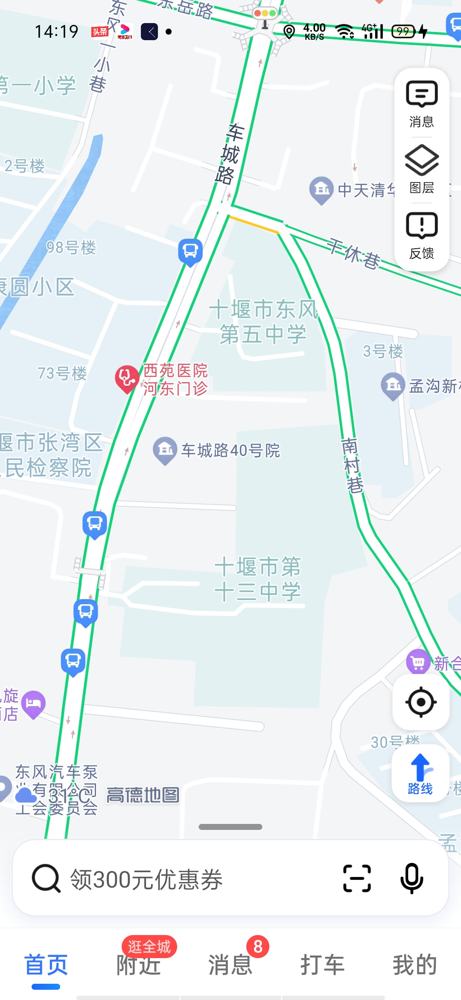 14:19
头条
4.00
KB/S
4G+
99
东岳路
东风一小巷
第一小学
车城路
消息
图层
反馈
2号楼
中天清华
98号楼
干休巷
康圆小区
十堰市东风
第五中学
3号楼
73号楼
西苑医院
河东门诊
孟沟新村
堰市张湾区
民检察院
车城路40号院
南村巷
十堰市第
十三中学
新合
旋
店
30号楼
路线
东风汽车泵
业有限公司
工会委员会
31°C
高德地图
孟
领300元优惠券
逛全城
8
首页
附近
消息
打车
我的